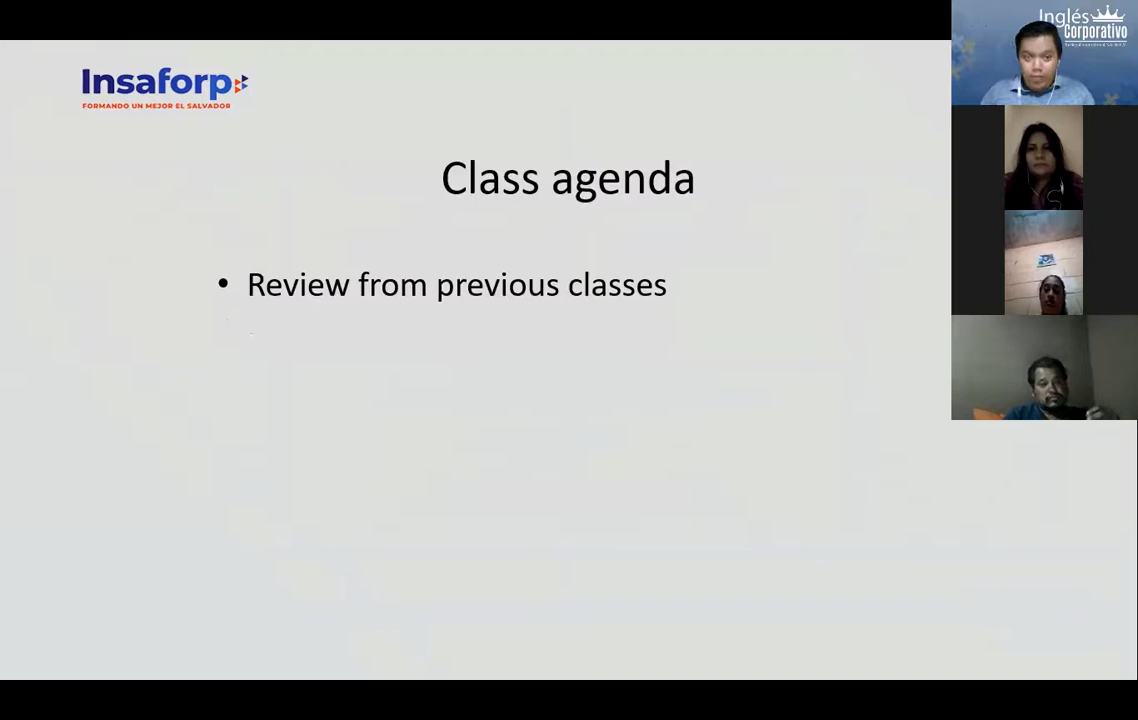 Inglés
Corporativo
Insaforp
FORMANDO UN MEJOR EL SALVADOR
Class agenda
• Review from previous classes